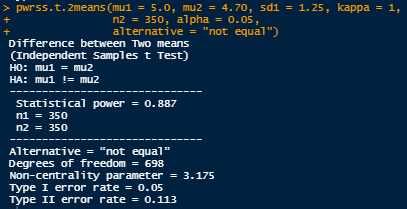 > pwrss.t.2means(mu1 = 5.0, mu2 = 4.70, sd1 = 1.25, kappa = 1,
+ n2 = 350, alpha = 0.05,
+ alternative = "not equal")
Difference between Two means
(Independent Samples t Test)
H0: mu1 = mu2
HA: mu1 != mu2
------------------------------
Statistical power = 0.887
n1 = 350
n2 = 350
------------------------------
Alternative = “not equal”
Degrees of freedom = 698
Non-centrality parameter = 3.175
Type I error rate = 0.05
Type II error rate = 0.113